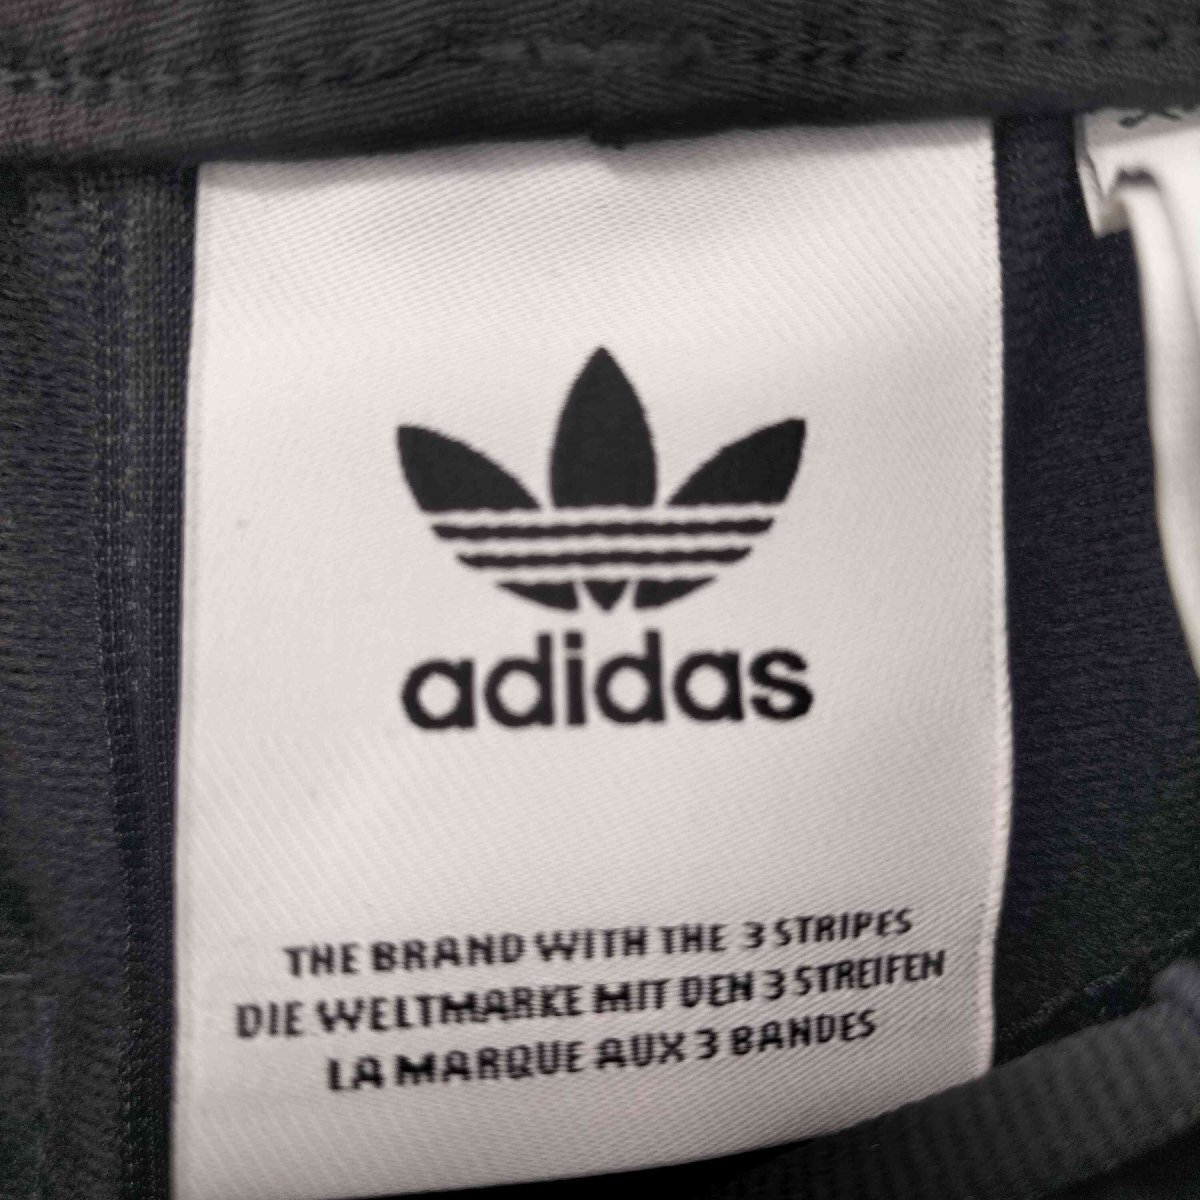 adidas
THE BRAND WITH THE 3 STRIPES
DIE WELTMARKE MIT DEN 3 STREIFEN
LA MARQUE AUX 3 BANDES